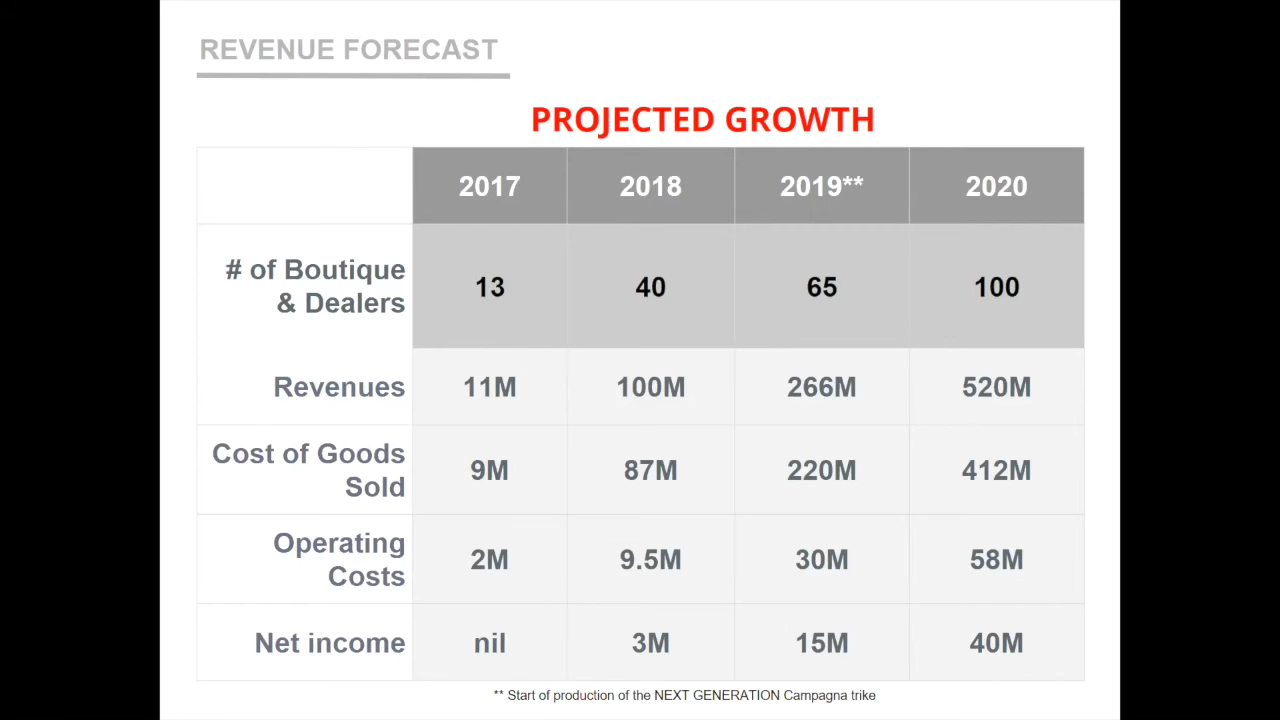 REVENUE FORECAST
PROJECTED GROWTH
2017 2018 2019** 2020
# of Boutique
& Dealers
13 40 65 100
Revenues 11M 100M 266M 520M
Cost of Goods
Sold
9M 87M 220M 412M
Operating
Costs
2M 9.5M 30M 58M
Net income nil 3M 15M 40M
** Start of production of the NEXT GENERATION Campagna trike